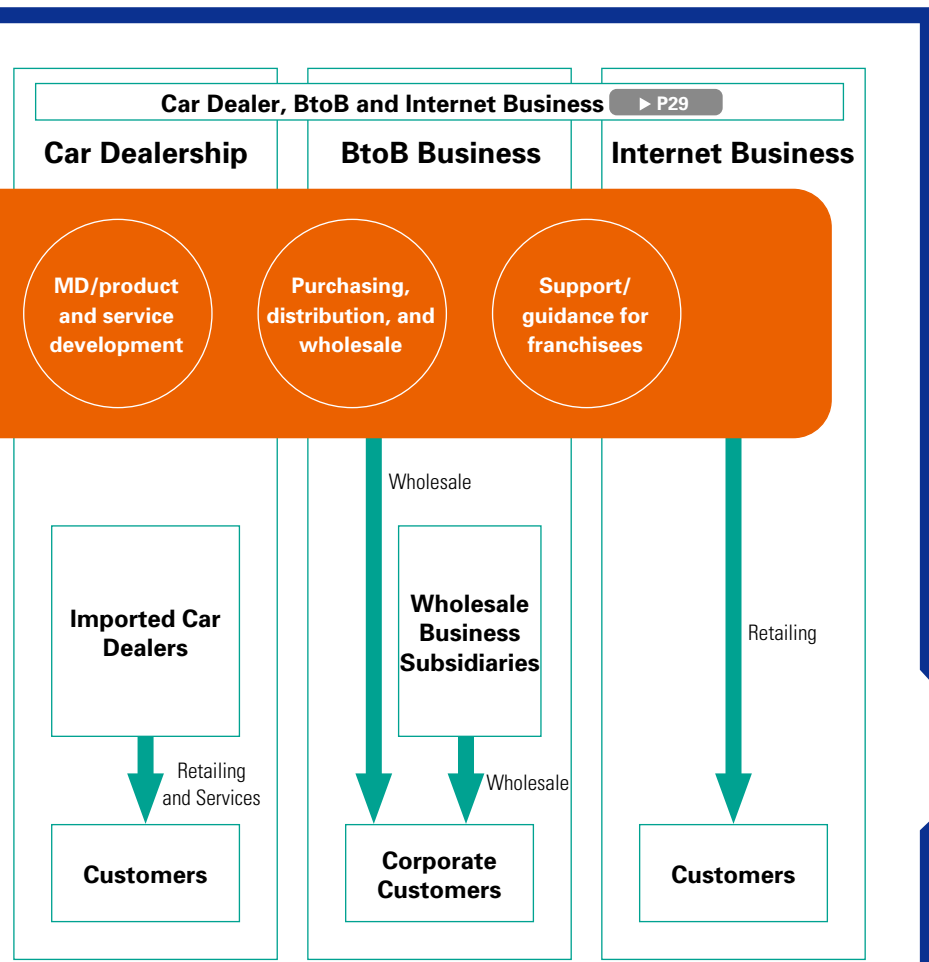 Car Dealer, BtoB and Internet Business ▶ P29
Car Dealership
BtoB Business
Internet Business
MD/product
and service
development
Purchasing,
distribution, and
wholesale
Support/
guidance for
franchisees
Wholesale
Imported Car
Dealers
Wholesale
Business
Subsidiaries
Retailing
Retailing
and Services
Wholesale
Customers
Corporate
Customers
Customers